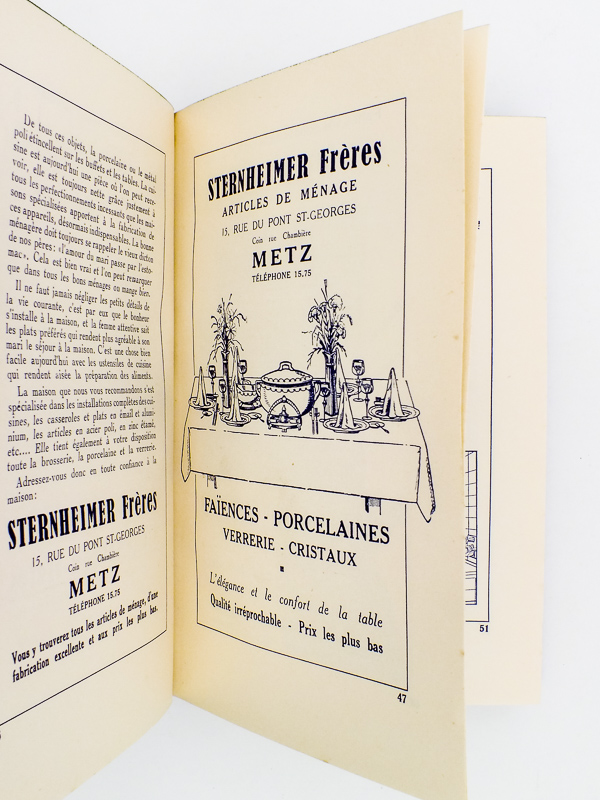 De tous ces objets, la porcelaine ou le métal
poli étincellent sur les buffets et les tables. La cui-
sine est aujourd'hui une pièce où l'on peut rece-
voir, elle est toujours nette grâce justement à
tous les perfectionnements incessants que les mai-
sons spécialisées apportent à la fabrication de
ces appareils, désormais indispensables. La bonne
ménagère doit toujours se rappeler le vieux dicton
de nos pères: «l'amour du mari passe par l'esto-
mac». Cela est bien vrai et l'on peut remarquer
que dans tous les bons ménages on mange bien.
Il ne faut jamais négliger les petits détails de
la vie courante, c'est par eux que le bonheur
s'installe à la maison, et la femme attentive sait
les plats préférés qui rendent plus agréable à son
mari le séjour à la maison. C'est une chose bien
facile aujourd'hui avec les ustensiles de cuisine
qui rendent aisée la préparation des aliments.
La maison que nous vous recommandons s'est
spécialisée dans les installations complètes des cui-
sines, les casseroles et plats en émail et alumi-
nium, les articles en acier poli, en zinc étamé,
etc.... Elle tient également à votre disposition
toute la brosserie, la porcelaine et la verrerie.
Adressez-vous donc en toute confiance à la
maison:
STERNHEIMER Frères
15, RUE DU PONT ST-GEORGES
Coin rue Chambière
METZ
TÉLÉPHONE 15.75
Vous y trouverez tous les articles de ménage, d'une
fabrication excellente et aux prix les plus bas.
STERNHEIMER Frères
ARTICLES DE MÉNAGE
15, RUE DU PONT ST-GEORGES
Coin rue Chambière
METZ
TÉLÉPHONE 15.75
FAÏENCES - PORCELAINES
VERRERIE - CRISTAUX
L'élégance et le confort de la table
Qualité irréprochable - Prix les plus bas
47
51